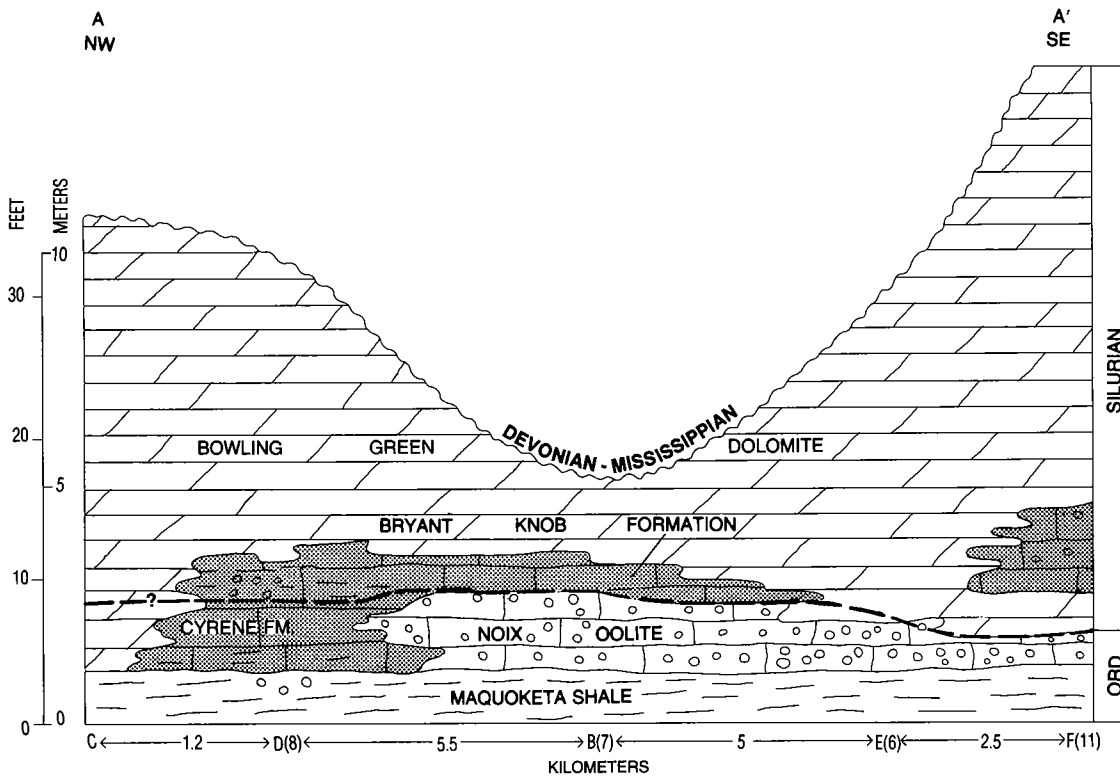 A
NW
A'
SE
FEET
METERS
10
30
20
5
10
0
0
SILURIAN
ORD
DEVONIAN - MISSISSIPPIAN
BOWLING GREEN DOLOMITE
BRYANT KNOB FORMATION
?
CYRENE FM.
NOIX OOLITE
MAQUOKETA SHALE
C 1.2 D(8) 5.5 B(7) 5 E(6) 2.5 F(11)
KILOMETERS